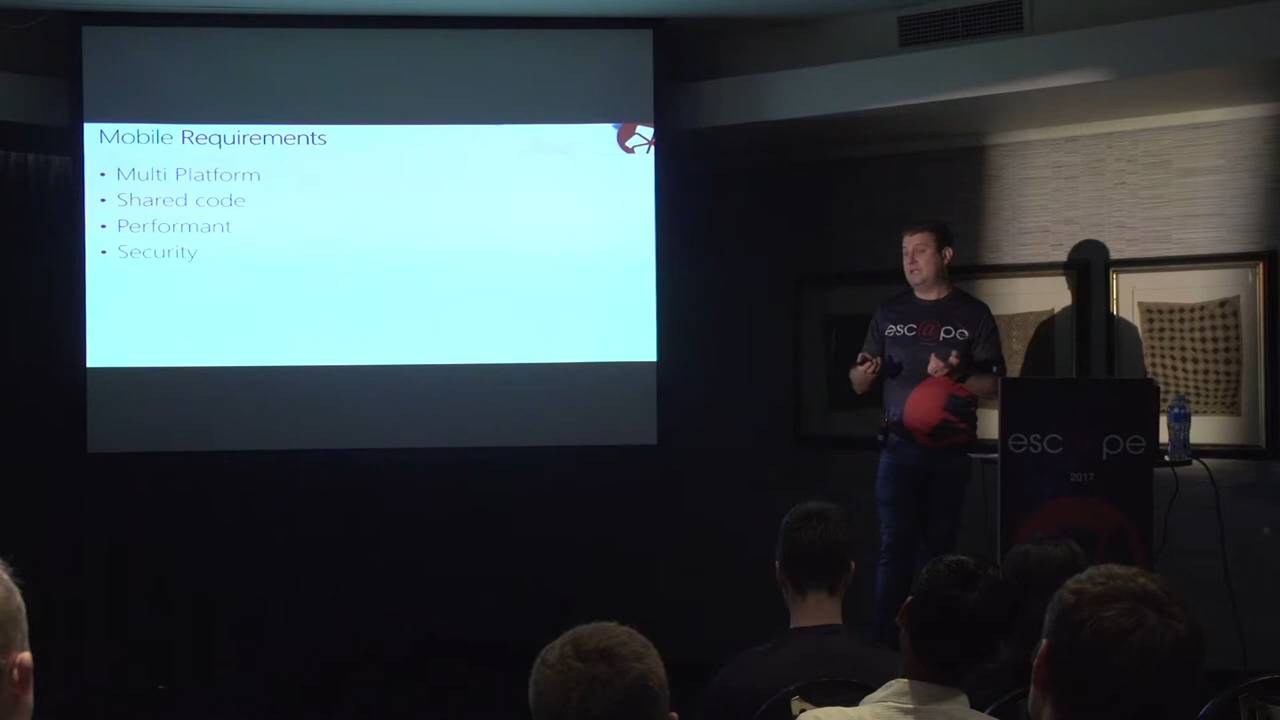 Mobile Requirements
• Multi Platform
• Shared code
• Performant
• Security
esc@pe
esc@pe
2017